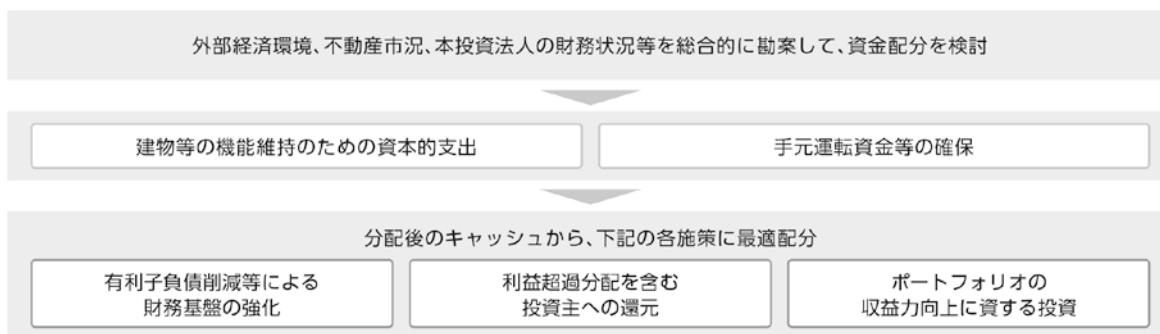 外部経済環境、不動産市況、本投資法人の財務状況等を総合的に勘案して、資金配分を検討
建物等の機能維持のための資本的支出
手元運転資金等の確保
分配後のキャッシュから、下記の各施策に最適配分
有利子負債削減等による
財務基盤の強化
利益超過分配を含む
投資主への還元
ポートフォリオの
収益力向上に資する投資